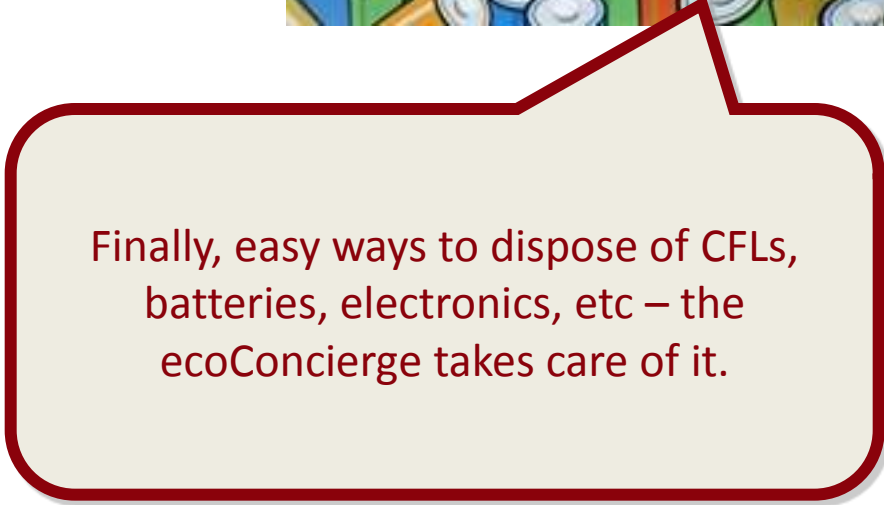 Finally, easy ways to dispose of CFLs,
batteries, electronics, etc – the
ecoConcierge takes care of it.